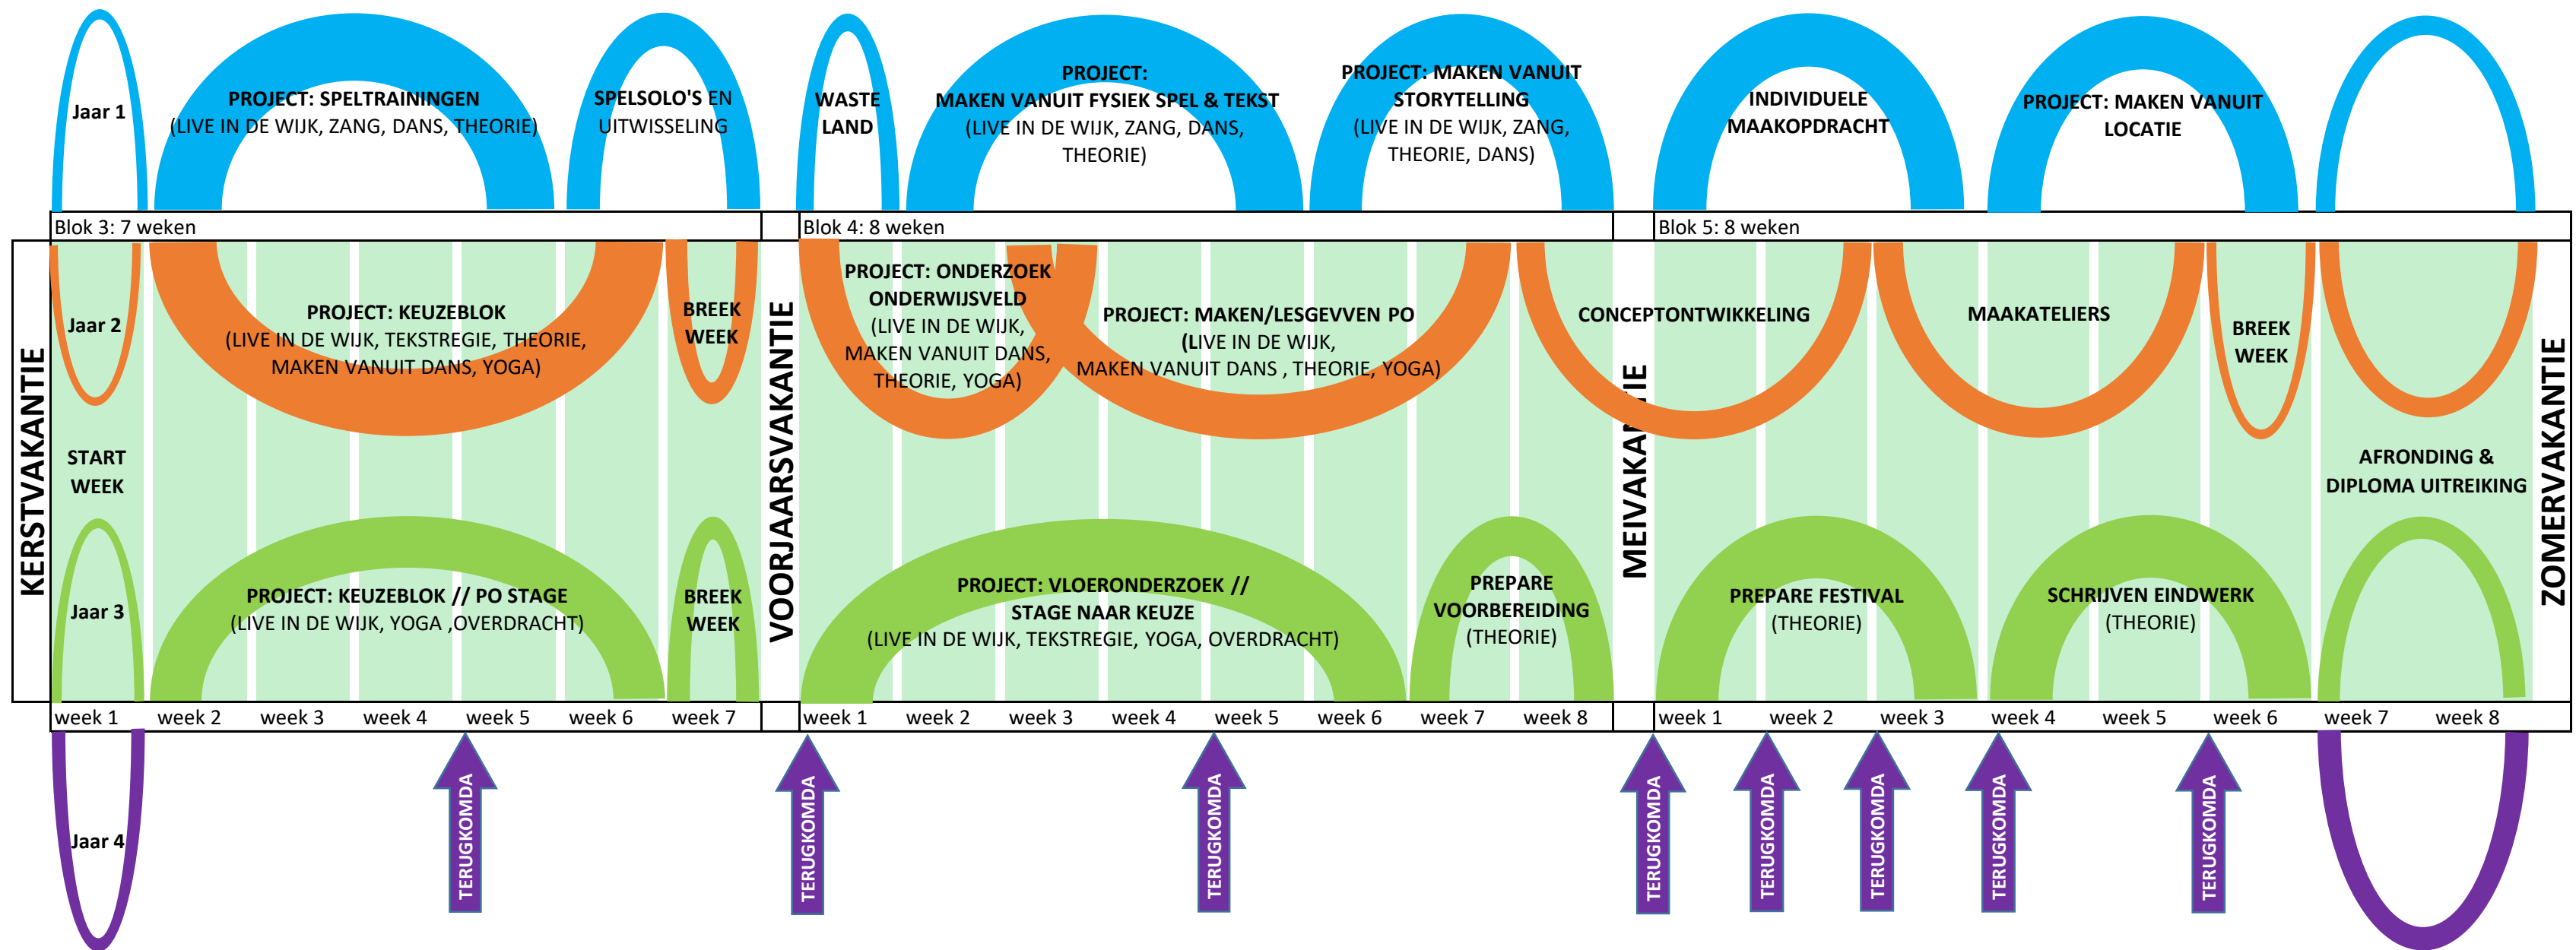 Jaar 1
PROJECT: SPELTRAININGEN
(LIVE IN DE WIJK, ZANG, DANS, THEORIE)
SPELSOLO'S EN
UITWISSELING
WASTE
LAND
PROJECT:
MAKEN VANUIT FYSIEK SPEL & TEKST
(LIVE IN DE WIJK, ZANG, DANS,
THEORIE)
PROJECT: MAKEN VANUIT
STORYTELLING
(LIVE IN DE WIJK, ZANG,
THEORIE, DANS)
INDIVIDUELE
MAAKOPDRACHT
PROJECT: MAKEN VANUIT
LOCATIE
Blok 3: 7 weken
Blok 4: 8 weken
Blok 5: 8 weken
KERSTVAKANTIE
Jaar 2
PROJECT: KEUZEBLOK
(LIVE IN DE WIJK, TEKSTREGIE, THEORIE,
MAKEN VANUIT DANS, YOGA)
BREEK
WEEK
VOORJAARSVAKANTIE
PROJECT: ONDERZOEK
ONDERWIJSVELD
(LIVE IN DE WIJK,
MAKEN VANUIT DANS,
THEORIE, YOGA)
PROJECT: MAKEN/LESGEVVEN PO
(LIVE IN DE WIJK,
MAKEN VANUIT DANS , THEORIE, YOGA)
CONCEPTONTWIKKELING
MEIVAKANTIE
MAAKATELIERS
BREEK
WEEK
ZOMERVAKANTIE
START
WEEK
AFRONDING &
DIPLOMA UITREIKING
Jaar 3
PROJECT: KEUZEBLOK // PO STAGE
(LIVE IN DE WIJK, YOGA ,OVERDRACHT)
BREEK
WEEK
PROJECT: VLOERONDERZOEK //
STAGE NAAR KEUZE
(LIVE IN DE WIJK, TEKSTREGIE, YOGA, OVERDRACHT)
PREPARE
VOORBEREIDING
(THEORIE)
PREPARE FESTIVAL
(THEORIE)
SCHRIJVEN EINDWERK
(THEORIE)
week 1
week 2
week 3
week 4
week 5
week 6
week 7
week 1
week 2
week 3
week 4
week 5
week 6
week 7
week 8
week 1
week 2
week 3
week 4
week 5
week 6
week 7
week 8
Jaar 4
TERUGKOMDA
TERUGKOMDA
TERUGKOMDA
TERUGKOMDA
TERUGKOMDA
TERUGKOMDA
TERUGKOMDA
TERUGKOMDA